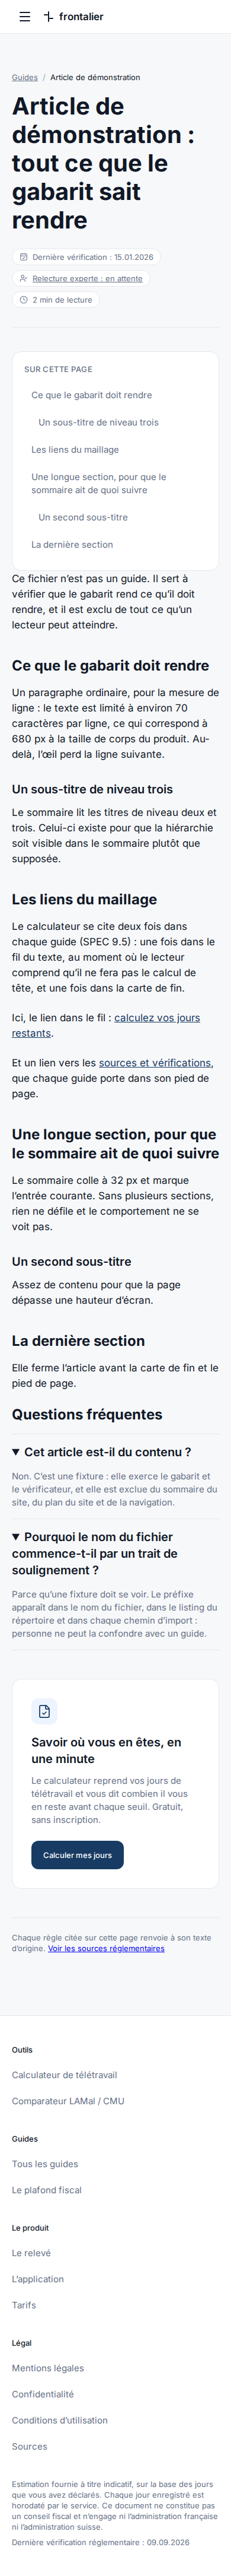 frontalier
Guides / Article de démonstration
Article de
démonstration :
tout ce que le
gabarit sait
rendre
Dernière vérification : 15.01.2026
Relecture experte : en attente
2 min de lecture
SUR CETTE PAGE
Ce que le gabarit doit rendre
Un sous-titre de niveau trois
Les liens du maillage
Une longue section, pour que le
sommaire ait de quoi suivre
Un second sous-titre
La dernière section
Ce fichier n’est pas un guide. Il sert à
vérifier que le gabarit rend ce qu’il doit
rendre, et il est exclu de tout ce qu’un
lecteur peut atteindre.
Ce que le gabarit doit rendre
Un paragraphe ordinaire, pour la mesure de
ligne : le texte est limité à environ 70
caractères par ligne, ce qui correspond à
680 px à la taille de corps du produit. Au-
delà, l’œil perd la ligne suivante.
Un sous-titre de niveau trois
Le sommaire lit les titres de niveau deux et
trois. Celui-ci existe pour que la hiérarchie
soit visible dans le sommaire plutôt que
supposée.
Les liens du maillage
Le calculateur se cite deux fois dans
chaque guide (SPEC 9.5) : une fois dans le
fil du texte, au moment où le lecteur
comprend qu’il ne fera pas le calcul de
tête, et une fois dans la carte de fin.
Ici, le lien dans le fil : calculez vos jours
restants.
Et un lien vers les sources et vérifications,
que chaque guide porte dans son pied de
page.
Une longue section, pour que
le sommaire ait de quoi suivre
Le sommaire colle à 32 px et marque
l’entrée courante. Sans plusieurs sections,
rien ne défile et le comportement ne se
voit pas.
Un second sous-titre
Assez de contenu pour que la page
dépasse une hauteur d’écran.
La dernière section
Elle ferme l’article avant la carte de fin et le
pied de page.
Questions fréquentes
Cet article est-il du contenu ?
Non. C’est une fixture : elle exerce le gabarit et
le vérificateur, et elle est exclue du sommaire du
site, du plan du site et de la navigation.
Pourquoi le nom du fichier
commence-t-il par un trait de
soulignement ?
Parce qu’une fixture doit se voir. Le préfixe
apparaît dans le nom du fichier, dans le listing du
répertoire et dans chaque chemin d’import :
personne ne peut la confondre avec un guide.
Savoir où vous en êtes, en
une minute
Le calculateur reprend vos jours de
télétravail et vous dit combien il vous
en reste avant chaque seuil. Gratuit,
sans inscription.
Calculer mes jours
Chaque règle citée sur cette page renvoie à son texte
d’origine. Voir les sources réglementaires
Outils
Calculateur de télétravail
Comparateur LAMal / CMU
Guides
Tous les guides
Le plafond fiscal
Le produit
Le relevé
L’application
Tarifs
Légal
Mentions légales
Confidentialité
Conditions d’utilisation
Sources
Estimation fournie à titre indicatif, sur la base des jours
que vous avez déclarés. Chaque jour enregistré est
horodaté par le service. Ce document ne constitue pas
un conseil fiscal et n’engage ni l’administration française
ni l’administration suisse.
Dernière vérification réglementaire : 09.09.2026